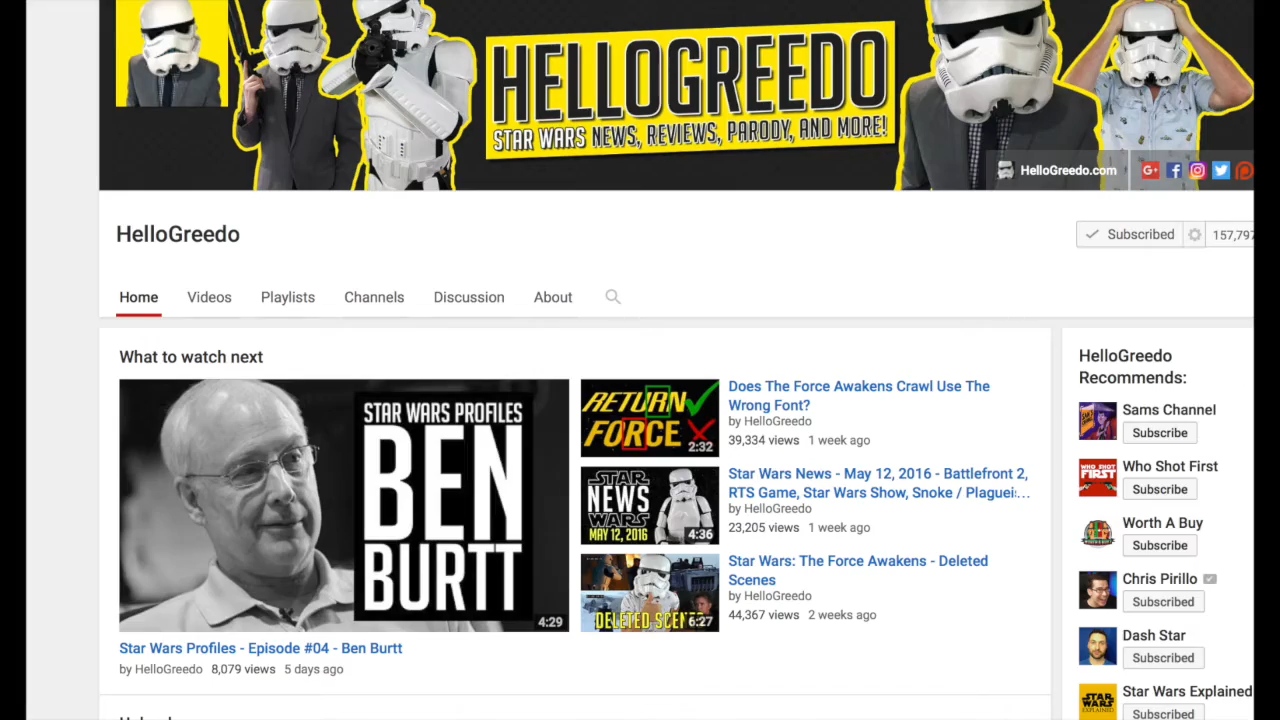 HELLOGREEDO
STAR WARS NEWS, REVIEWS, PARODY, AND MORE!
HelloGreedo.com
HelloGreedo
Subscribed
157,797
Home
Videos
Playlists
Channels
Discussion
About
What to watch next
STAR WARS PROFILES
BEN
BURTT
4:29
Star Wars Profiles - Episode #04 - Ben Burtt
by HelloGreedo 8,079 views 5 days ago
RETURN
FORCE
2:32
Does The Force Awakens Crawl Use The
Wrong Font?
by HelloGreedo
39,334 views 1 week ago
STAR
NEWS
WARS
MAY 12, 2016
4:36
Star Wars News - May 12, 2016 - Battlefront 2,
RTS Game, Star Wars Show, Snoke / Plagueis…
by HelloGreedo
23,205 views 1 week ago
DELETED SCEN
6:27
Star Wars: The Force Awakens - Deleted
Scenes
by HelloGreedo
44,367 views 2 weeks ago
HelloGreedo
Recommends:
Sams Channel
Subscribe
WHO SHOT
FIRST
Who Shot First
Subscribe
Worth A Buy
Subscribe
Chris Pirillo
Subscribed
Dash Star
Subscribed
STAR
WARS
EXPLAINED
Star Wars Explained
Subscribed